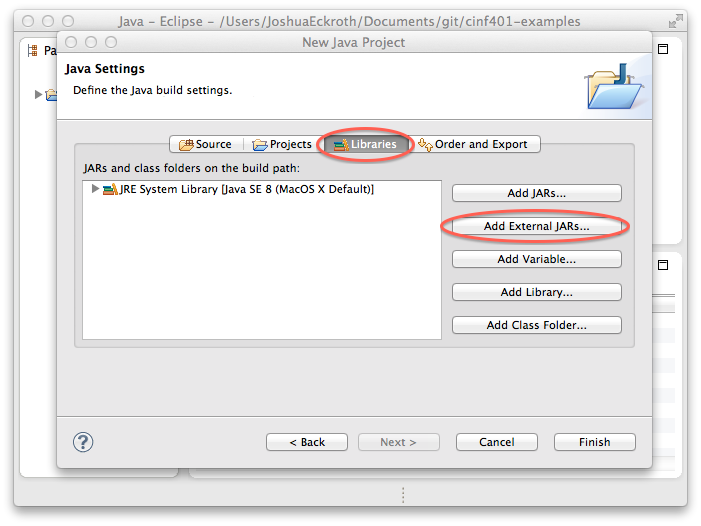 Java - Eclipse - /Users/JoshuaEckroth/Documents/git/cinf401-examples
Pa
New Java Project
Java Settings
Define the Java build settings.
Source Projects Libraries Order and Export
JARs and class folders on the build path:
JRE System Library [Java SE 8 (MacOS X Default)]
Add JARs...
Add External JARs...
Add Variable...
Add Library...
Add Class Folder...
? < Back Next > Cancel Finish